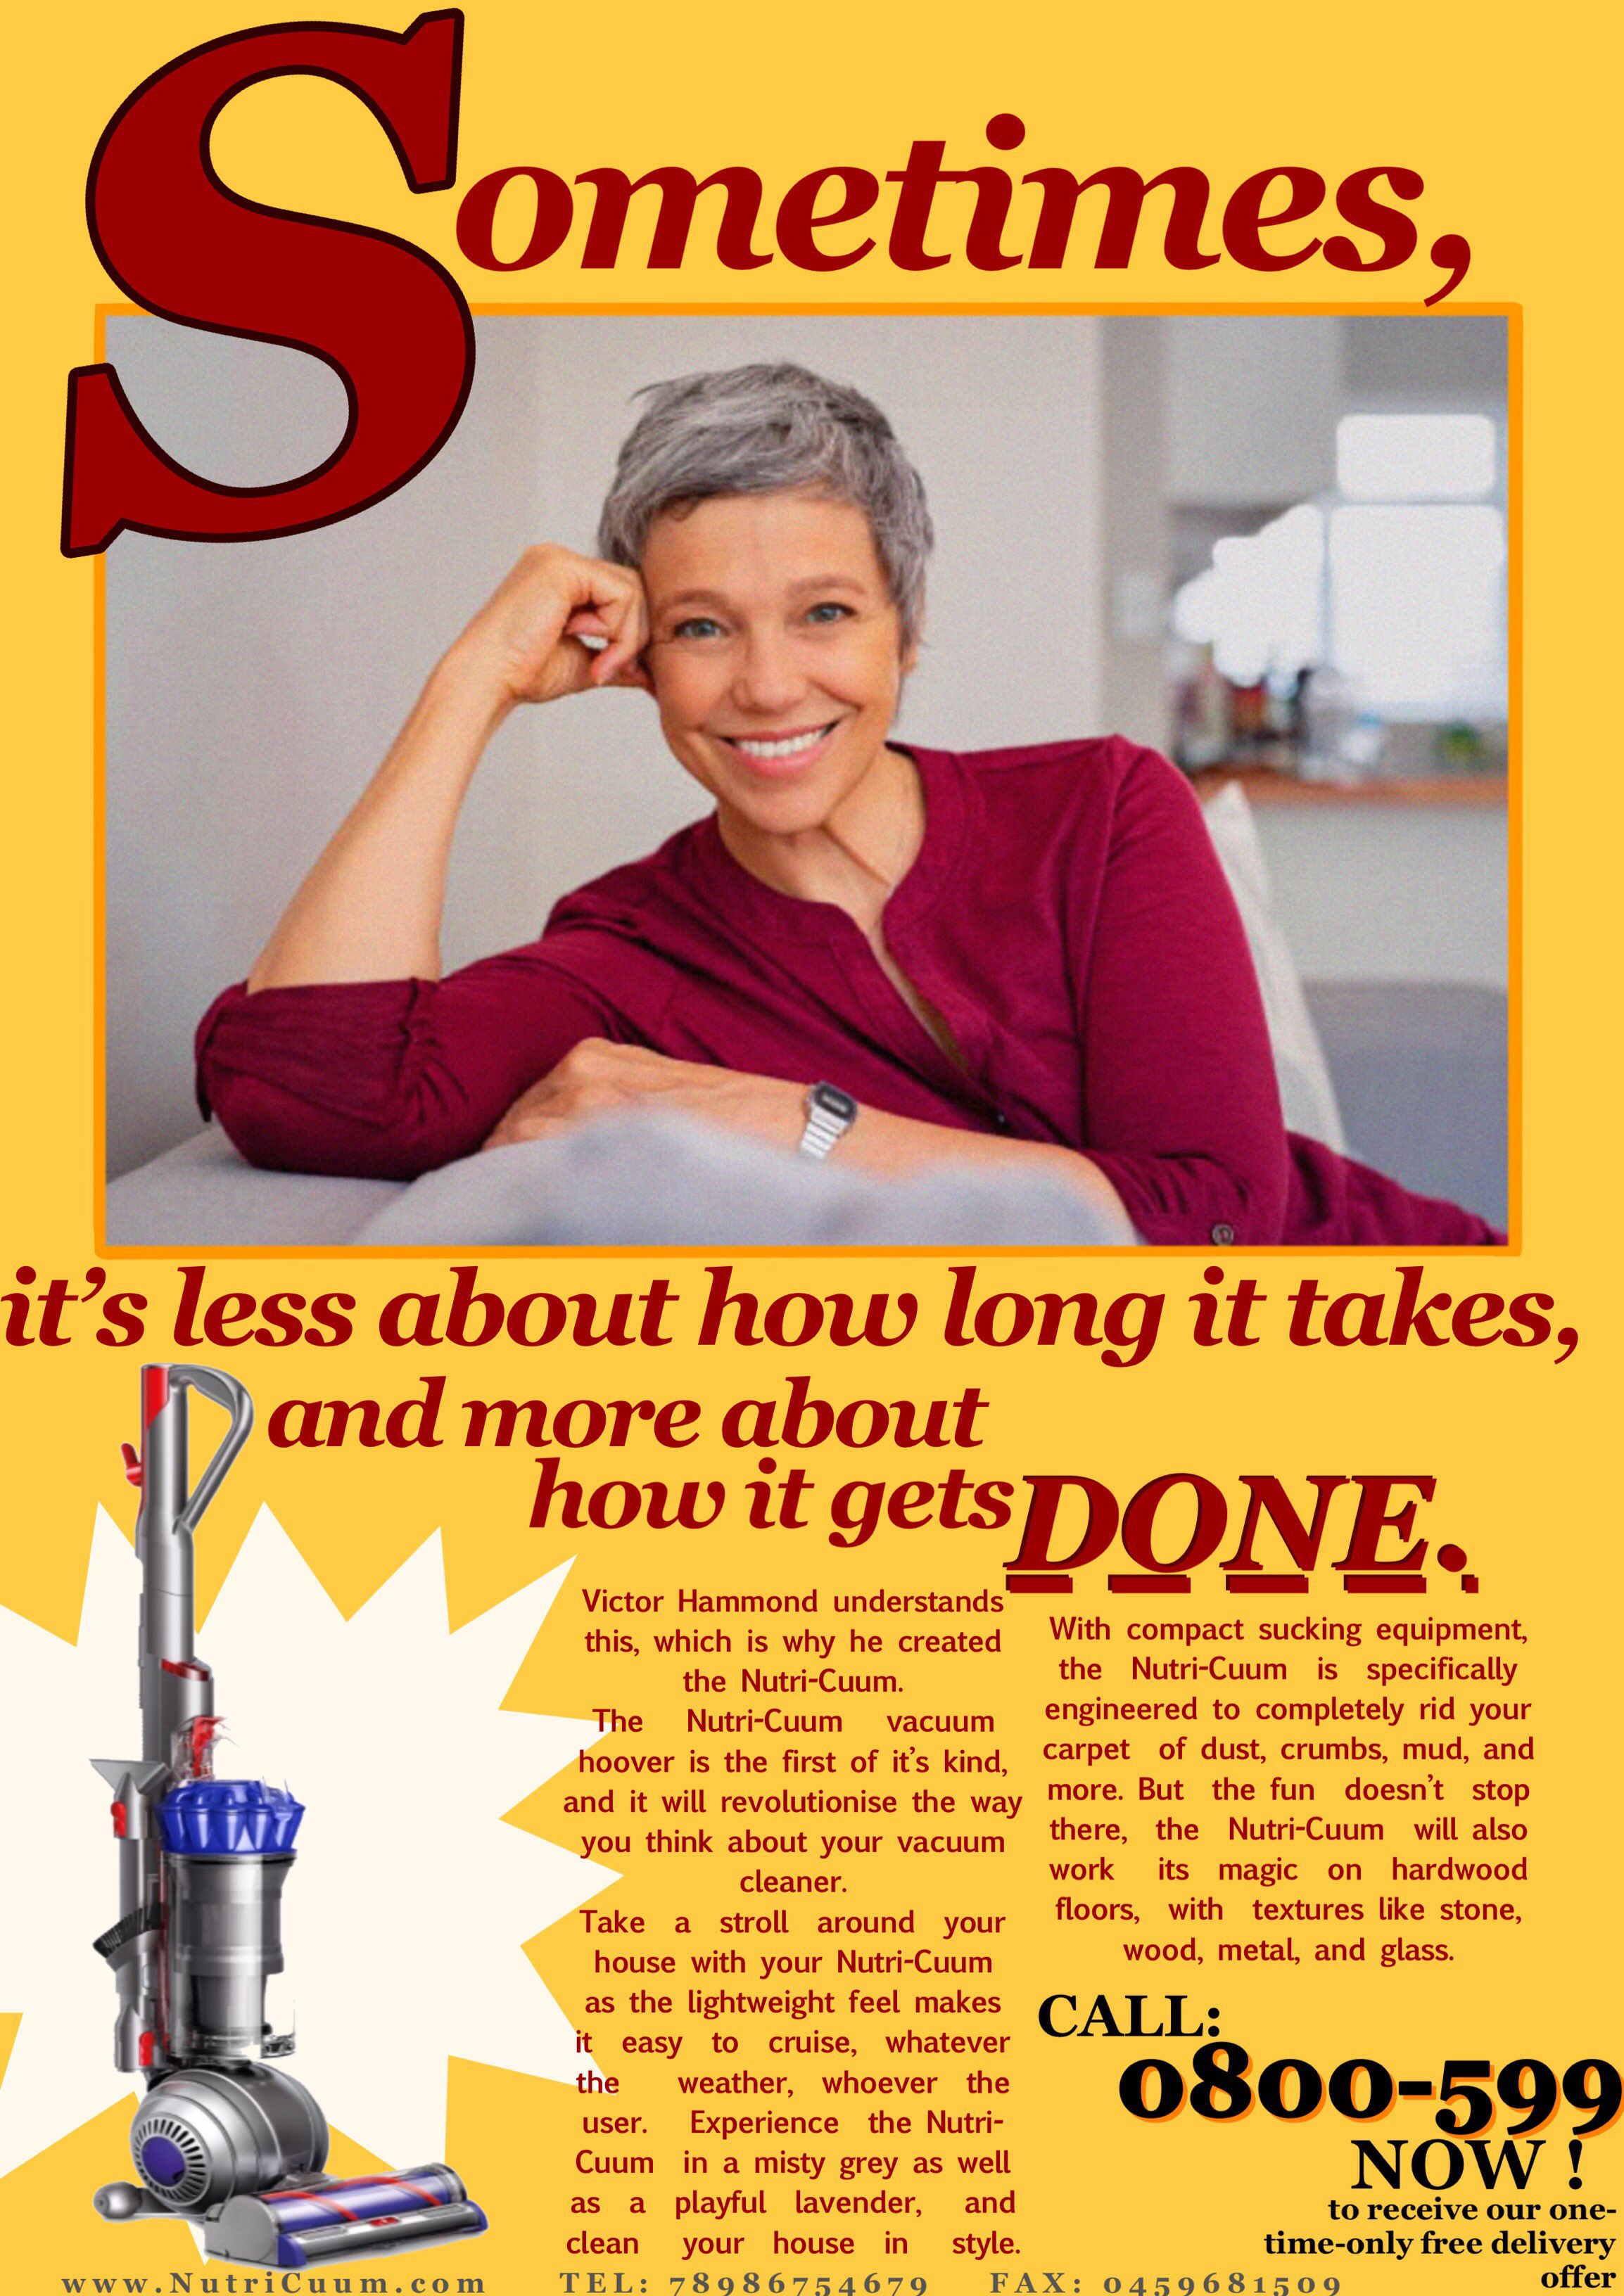 Sometimes,
it's less about how long it takes,
and more about
how it gets DONE.
Victor Hammond understands
this, which is why he created
the Nutri-Cuum.
The Nutri-Cuum vacuum
hoover is the first of it's kind,
and it will revolutionise the way
you think about your vacuum
cleaner.
Take a stroll around your
house with your Nutri-Cuum
as the lightweight feel makes
it easy to cruise, whatever
the weather, whoever the
user. Experience the Nutri-
Cuum in a misty grey as well
as a playful lavender, and
clean your house in style.
With compact sucking equipment,
the Nutri-Cuum is specifically
engineered to completely rid your
carpet of dust, crumbs, mud, and
more. But the fun doesn't stop
there, the Nutri-Cuum will also
work its magic on hardwood
floors, with textures like stone,
wood, metal, and glass.
CALL:
0800-599
NOW !
to receive our one-
time-only free delivery
offer
www.NutriCuum.com TEL: 78986754679 FAX: 0459681509